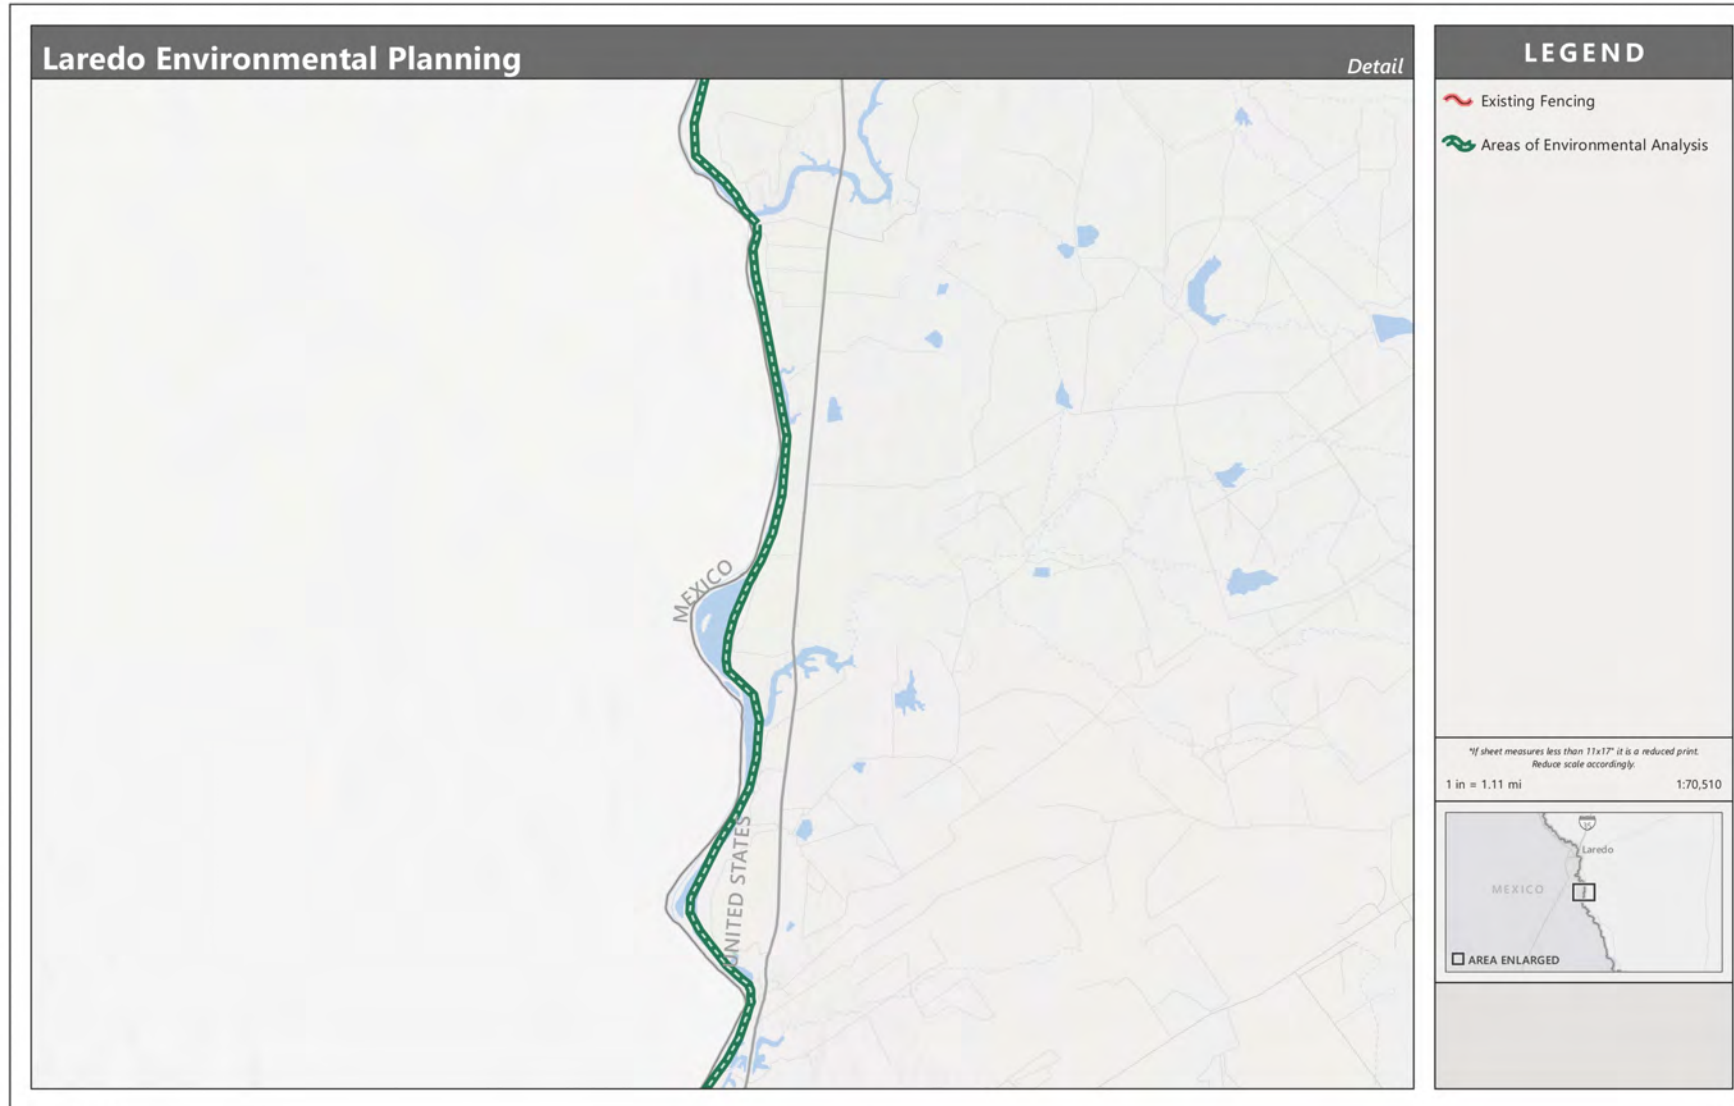 Laredo Environmental Planning
Detail
MEXICO
UNITED STATES
LEGEND
Existing Fencing
Areas of Environmental Analysis
*If sheet measures less than 11x17" it is a reduced print.
Reduce scale accordingly.
1 in = 1.11 mi
1:70,510
35
Laredo
MEXICO
AREA ENLARGED